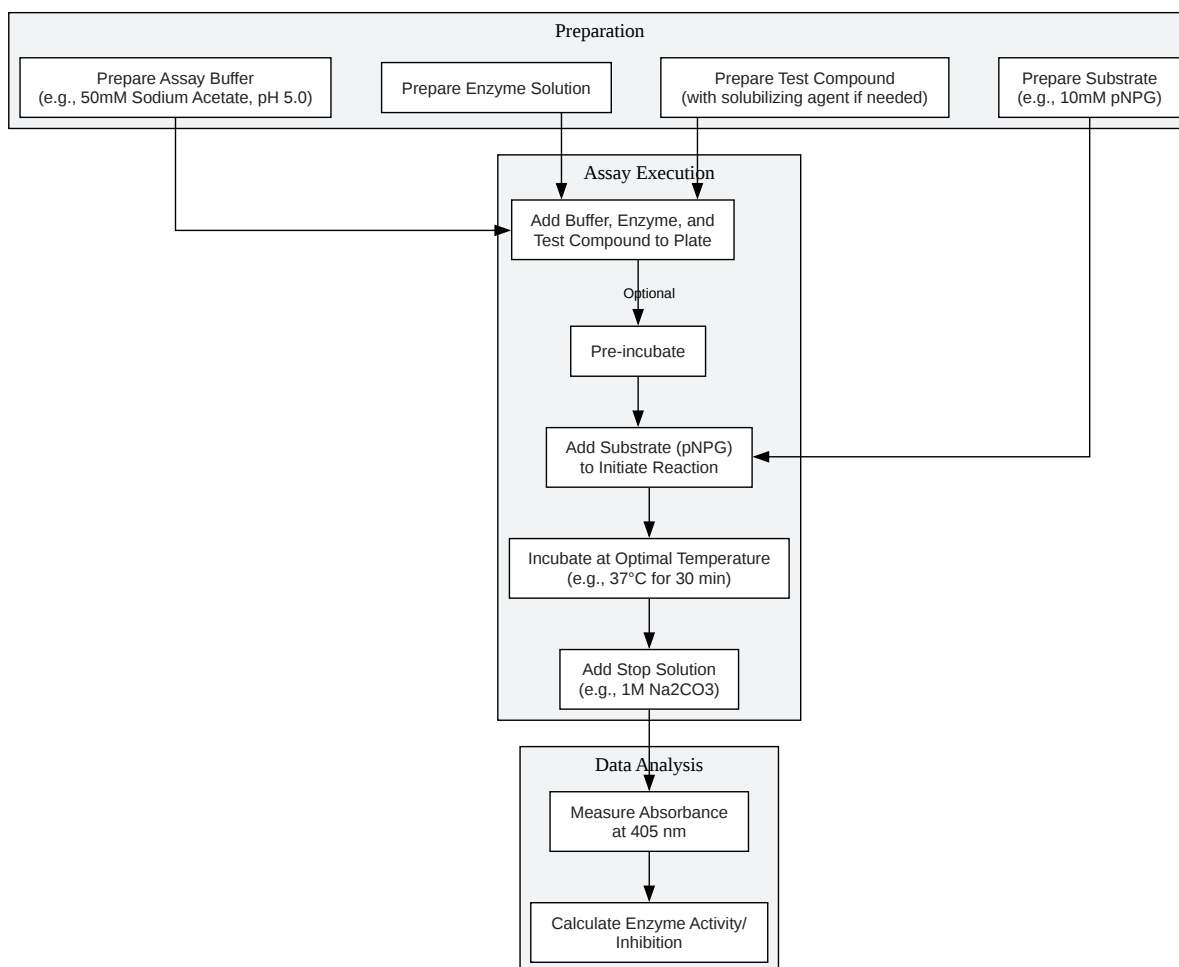 Preparation
Prepare Assay Buffer
(e.g., 50mM Sodium Acetate, pH 5.0)
Prepare Enzyme Solution
Prepare Test Compound
(with solubilizing agent if needed)
Prepare Substrate
(e.g., 10mM pNPG)
Assay Execution
Add Buffer, Enzyme, and
Test Compound to Plate
Optional
Pre-incubate
Add Substrate (pNPG)
to Initiate Reaction
Incubate at Optimal Temperature
(e.g., 37°C for 30 min)
Add Stop Solution
(e.g., 1M Na2CO3)
Data Analysis
Measure Absorbance
at 405 nm
Calculate Enzyme Activity/
Inhibition